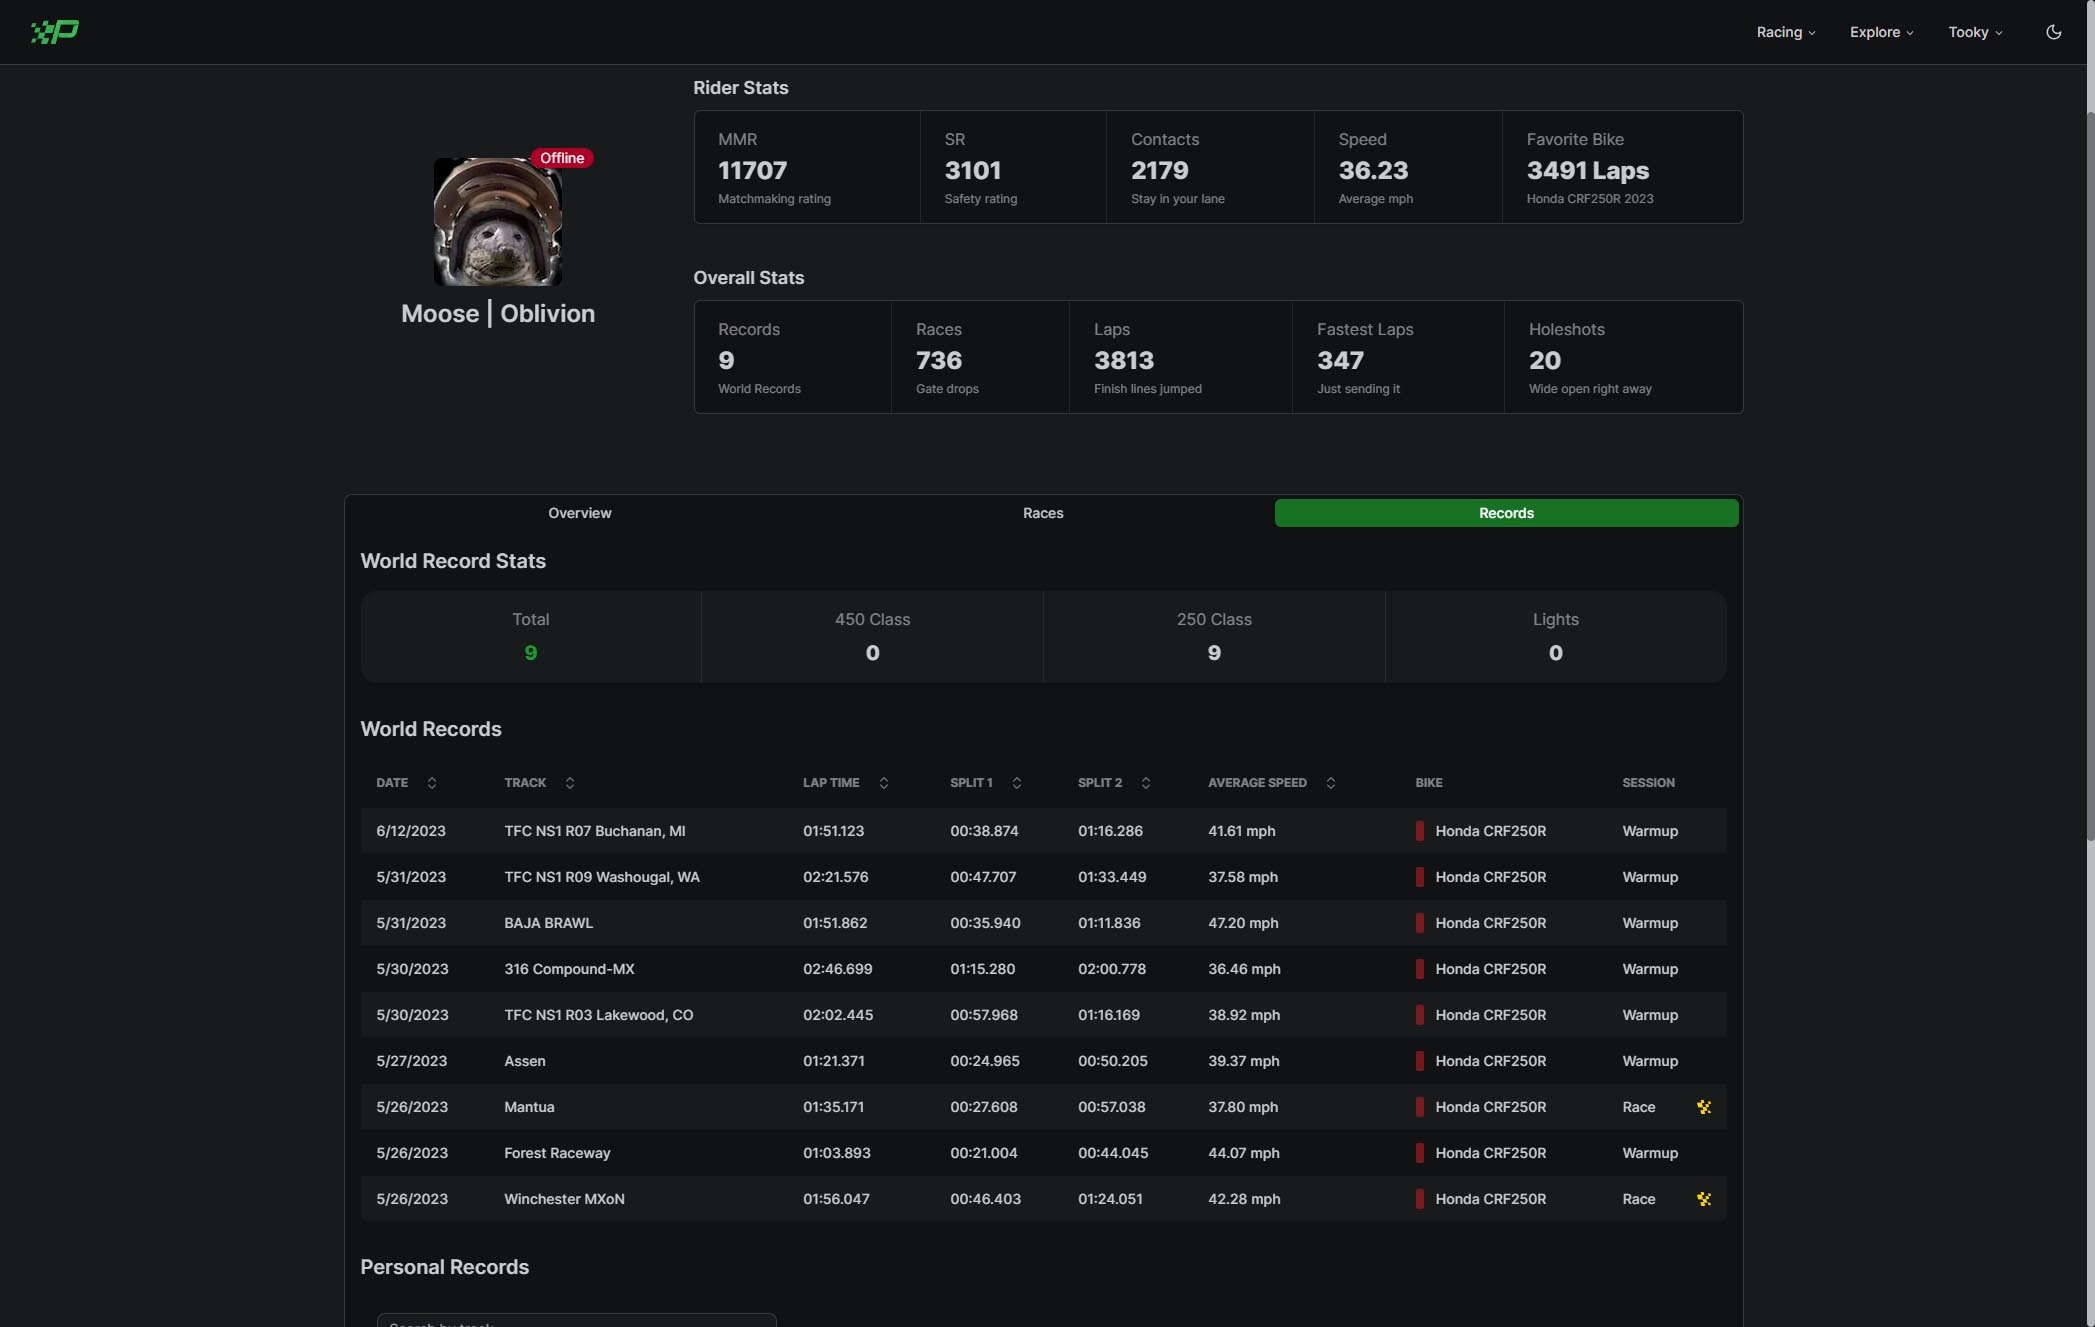 Racing Explore Tooky
Rider Stats
MMR SR Contacts Speed Favorite Bike
11707 3101 2179 36.23 3491 Laps
Matchmaking rating Safety rating Stay in your lane Average mph Honda CRF250R 2023
Offline
Moose | Oblivion
Overall Stats
Records Races Laps Fastest Laps Holeshots
9 736 3813 347 20
World Records Gate drops Finish lines jumped Just sending it Wide open right away
Overview Races Records
World Record Stats
Total 450 Class 250 Class Lights
9 0 9 0
World Records
DATE TRACK LAP TIME SPLIT 1 SPLIT 2 AVERAGE SPEED BIKE SESSION
6/12/2023 TFC NS1 R07 Buchanan, MI 01:51.123 00:38.874 01:16.286 41.61 mph Honda CRF250R Warmup
5/31/2023 TFC NS1 R09 Washougal, WA 02:21.576 00:47.707 01:33.449 37.58 mph Honda CRF250R Warmup
5/31/2023 BAJA BRAWL 01:51.862 00:35.940 01:11.836 47.20 mph Honda CRF250R Warmup
5/30/2023 316 Compound-MX 02:46.699 01:15.280 02:00.778 36.46 mph Honda CRF250R Warmup
5/30/2023 TFC NS1 R03 Lakewood, CO 02:02.445 00:57.968 01:16.169 38.92 mph Honda CRF250R Warmup
5/27/2023 Assen 01:21.371 00:24.965 00:50.205 39.37 mph Honda CRF250R Warmup
5/26/2023 Mantua 01:35.171 00:27.608 00:57.038 37.80 mph Honda CRF250R Race
5/26/2023 Forest Raceway 01:03.893 00:21.004 00:44.045 44.07 mph Honda CRF250R Warmup
5/26/2023 Winchester MXoN 01:56.047 00:46.403 01:24.051 42.28 mph Honda CRF250R Race
Personal Records